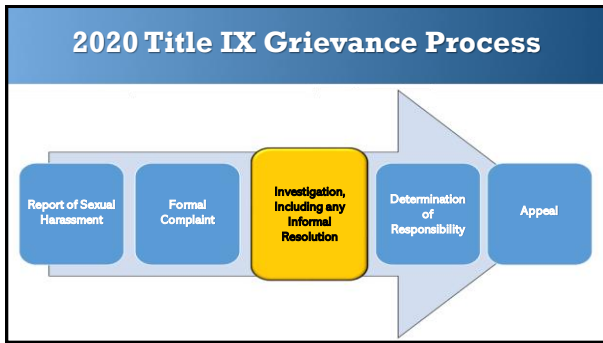 2020 Title IX Grievance Process
Report of Sexual
Harassment
Formal
Complaint
Investigation,
Including any
Informal
Resolution
Determination
of
Responsibility
Appeal